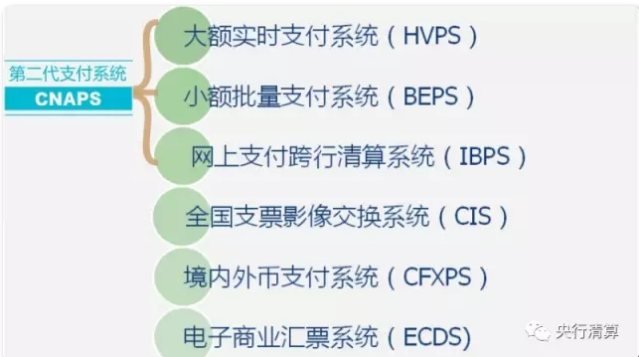 第二代支付系统
CNAPS
大额实时支付系统（HVPS）
小额批量支付系统（BEPS）
网上支付跨行清算系统（IBPS）
全国支票影像交换系统（CIS）
境内外币支付系统（CFXPS）
电子商业汇票系统（ECDS)
央行清算